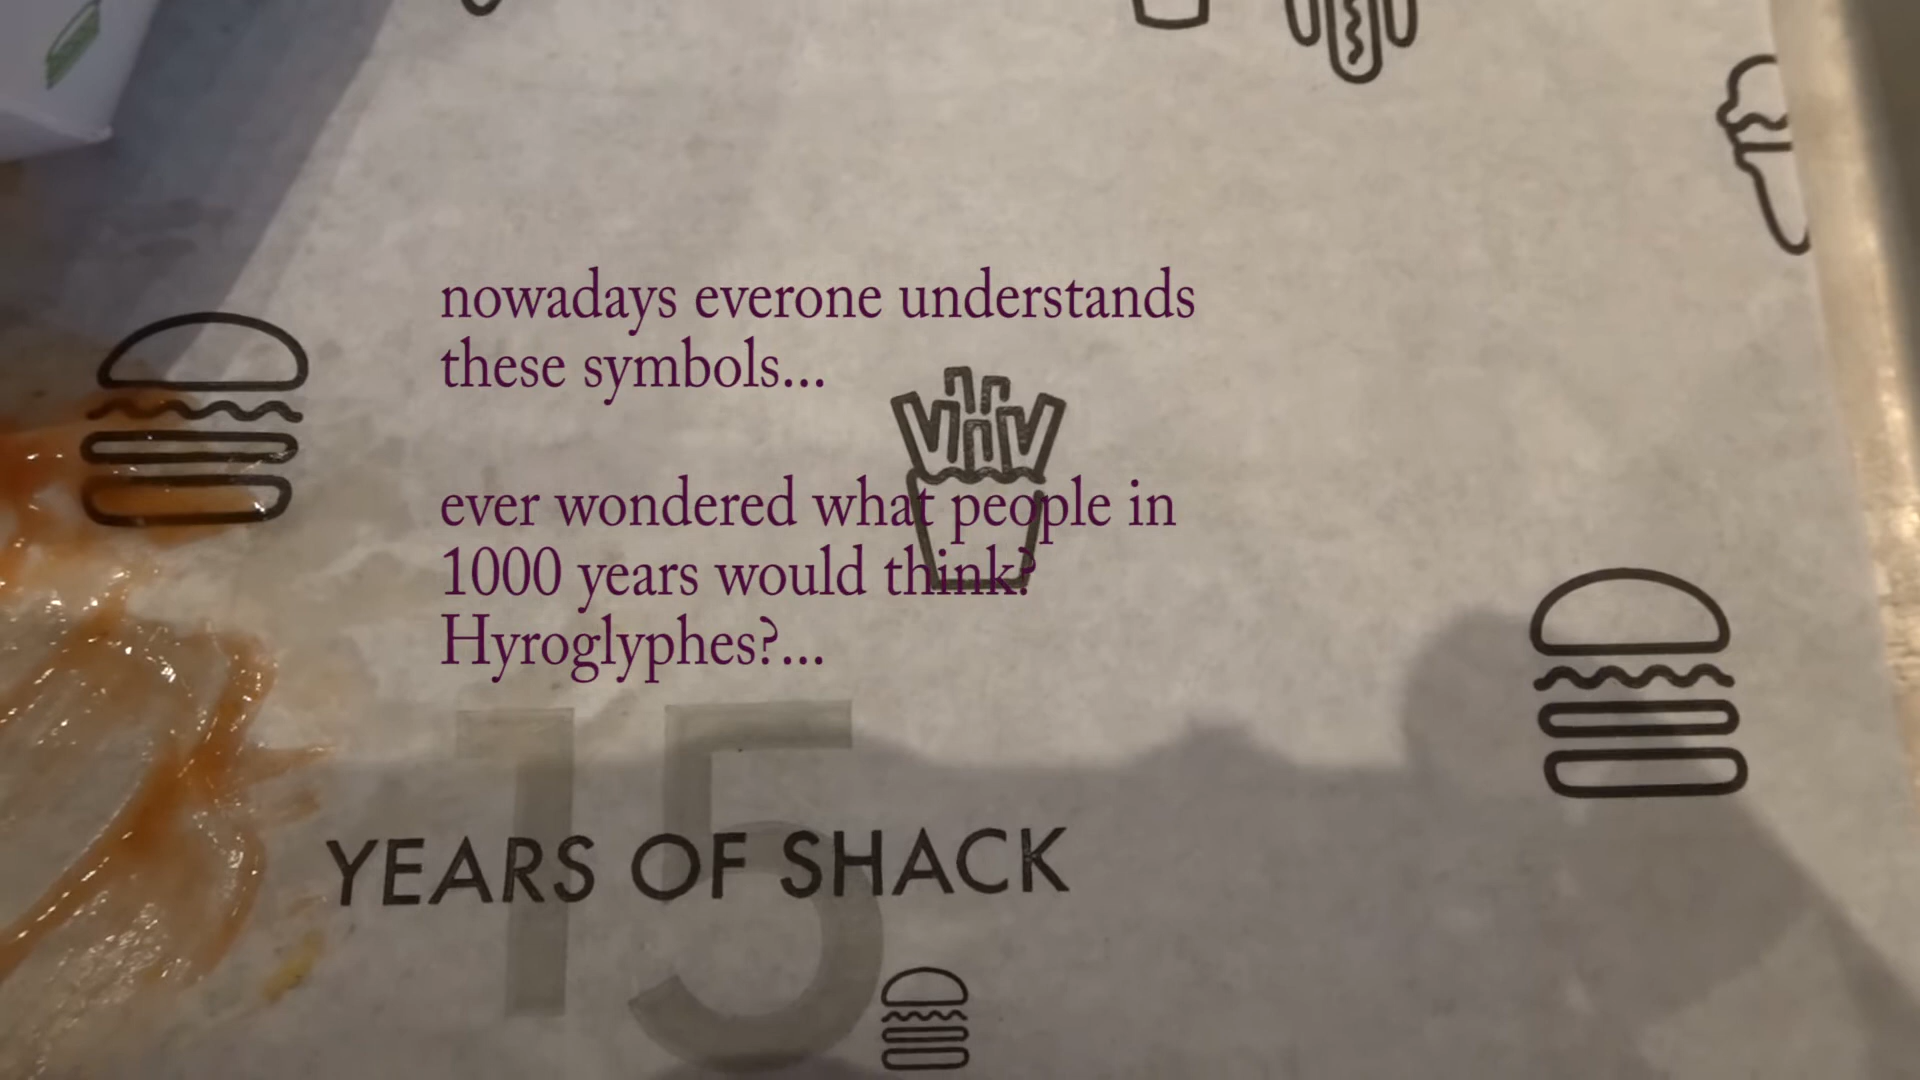 nowadays everone understands
these symbols...
ever wondered what people in
1000 years would think?
Hyroglyphes?...
15
YEARS OF SHACK